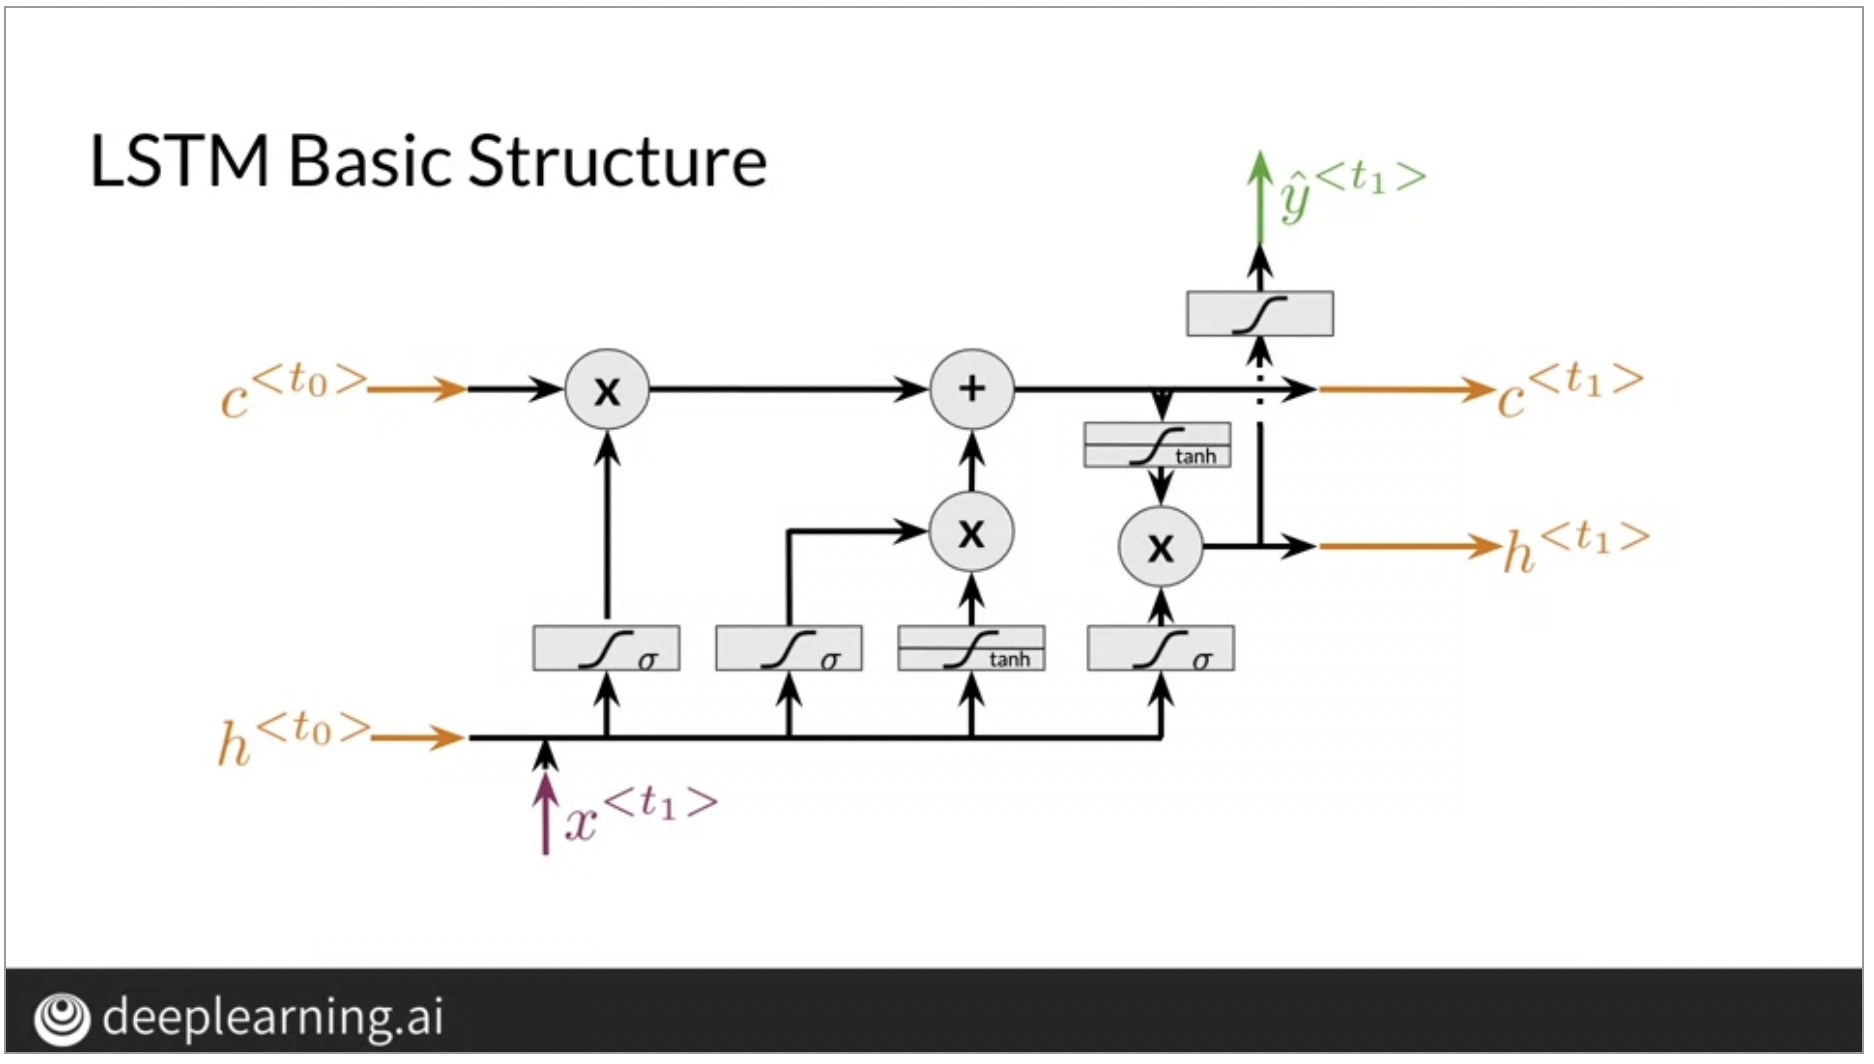 LSTM Basic Structure
ŷ<t₁>
c<t₀>
x
+
c<t₁>
tanh
x
x
h<t₁>
σ
σ
tanh
σ
h<t₀>
x<t₁>
deeplearning.ai